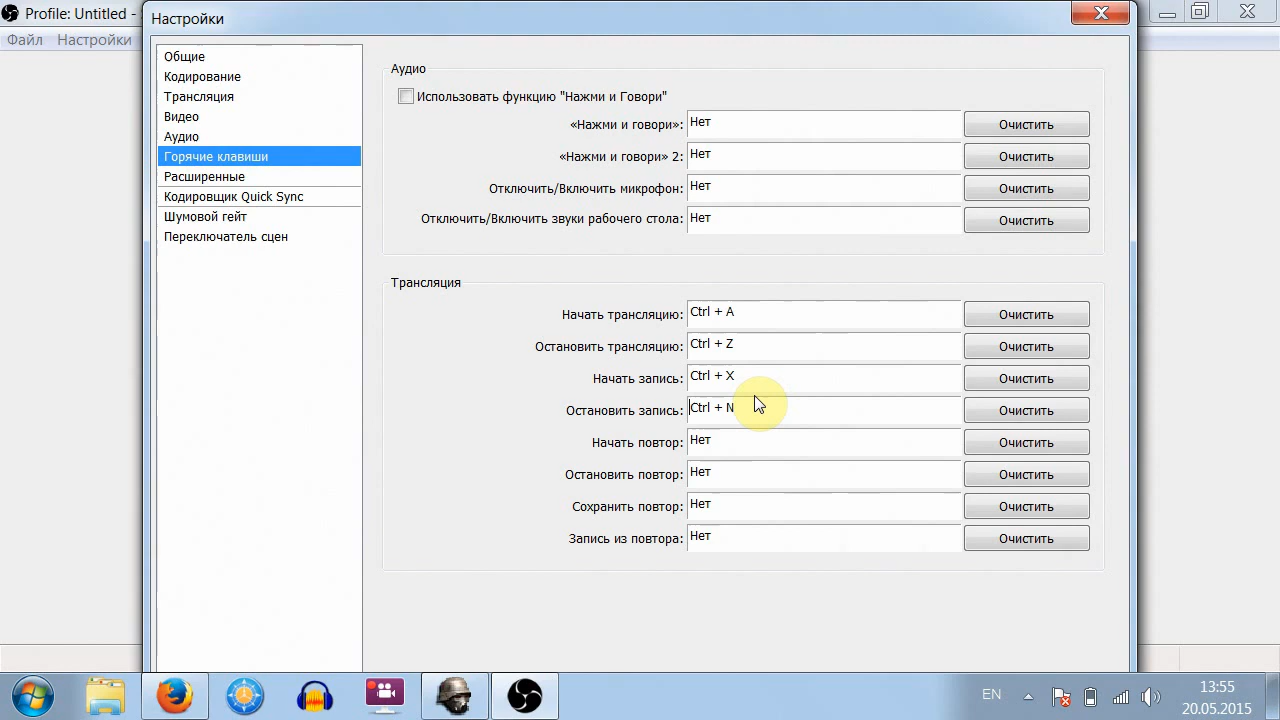 Profile: Untitled -
Файл Настройки
Настройки
Общие
Кодирование
Трансляция
Видео
Аудио
Горячие клавиши
Расширенные
Кодировщик Quick Sync
Шумовой гейт
Переключатель сцен
Аудио
Использовать функцию "Нажми и Говори"
«Нажми и говори»: Нет Очистить
«Нажми и говори» 2: Нет Очистить
Отключить/Включить микрофон: Нет Очистить
Отключить/Включить звуки рабочего стола: Нет Очистить
Трансляция
Начать трансляцию: Ctrl + A Очистить
Остановить трансляцию: Ctrl + Z Очистить
Начать запись: Ctrl + X Очистить
Остановить запись: Ctrl + N Очистить
Начать повтор: Нет Очистить
Остановить повтор: Нет Очистить
Сохранить повтор: Нет Очистить
Запись из повтора: Нет Очистить
EN
13:55
20.05.2015